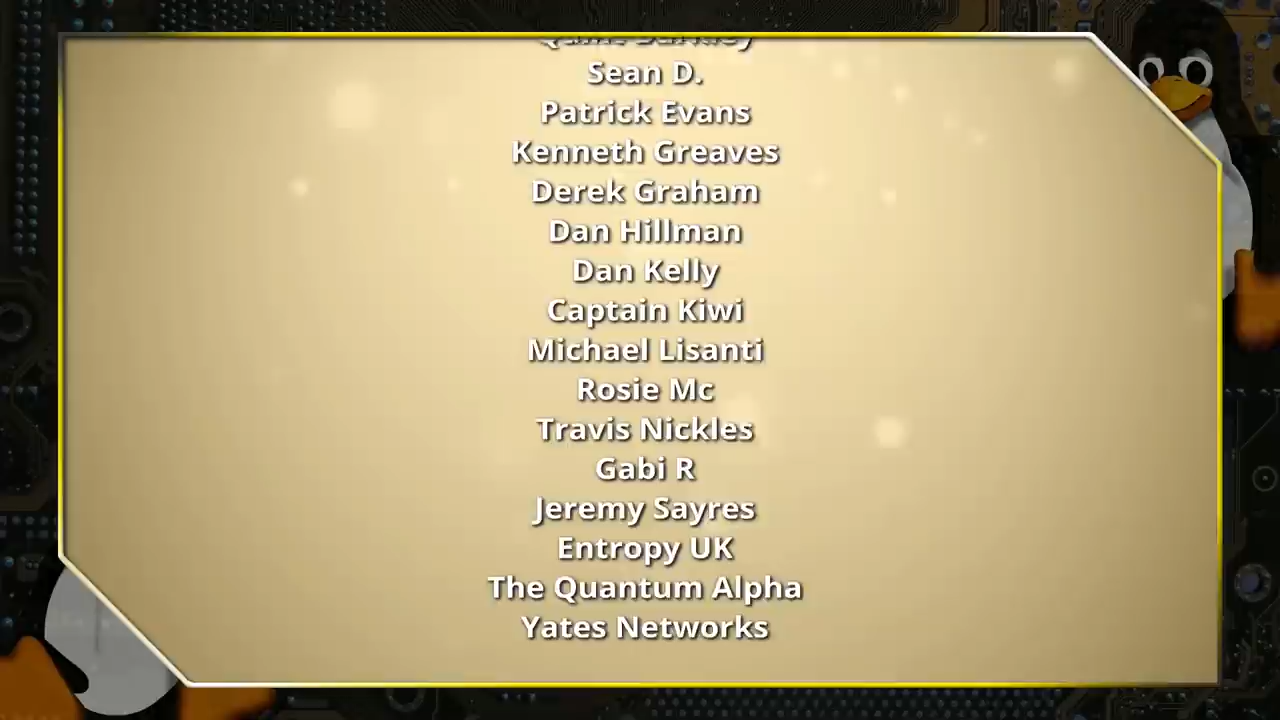 Sean D.
Patrick Evans
Kenneth Greaves
Derek Graham
Dan Hillman
Dan Kelly
Captain Kiwi
Michael Lisanti
Rosie Mc
Travis Nickles
Gabi R
Jeremy Sayres
Entropy UK
The Quantum Alpha
Yates Networks